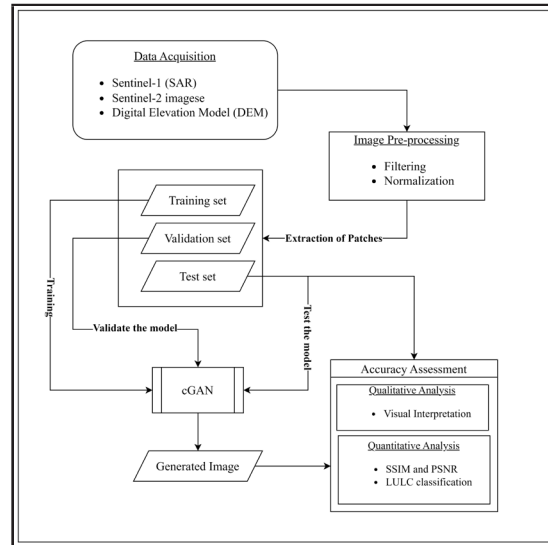 Data Acquisition
• Sentinel-1 (SAR)
• Sentinel-2 imagese
• Digital Elevation Model (DEM)
Image Pre-processing
• Filtering
• Normalization
Training set
Validation set
Extraction of Patches
Test set
Training
Test the model
Validate the model
cGAN
Generated Image
Accuracy Assessment
Qualitative Analysis
• Visual Interpretation
Quantitative Analysis
• SSIM and PSNR
• LULC classification